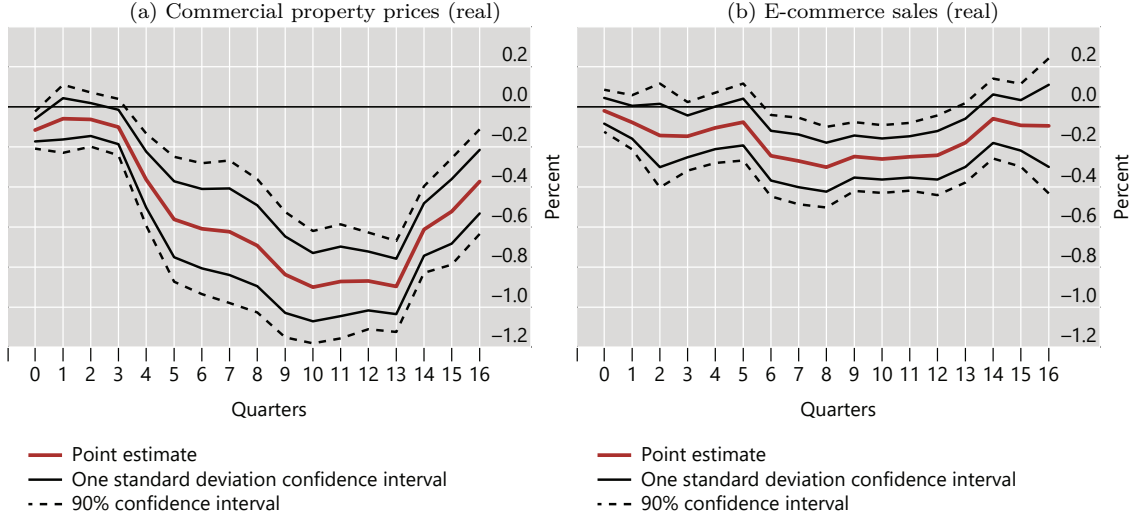 (a) Commercial property prices (real)
0.2
0.0
−0.2
−0.4
−0.6
−0.8
−1.0
−1.2
Percent
0 1 2 3 4 5 6 7 8 9 10 11 12 13 14 15 16
Quarters
Point estimate
One standard deviation confidence interval
90% confidence interval
(b) E-commerce sales (real)
0.2
0.0
−0.2
−0.4
−0.6
−0.8
−1.0
−1.2
Percent
0 1 2 3 4 5 6 7 8 9 10 11 12 13 14 15 16
Quarters
Point estimate
One standard deviation confidence interval
90% confidence interval